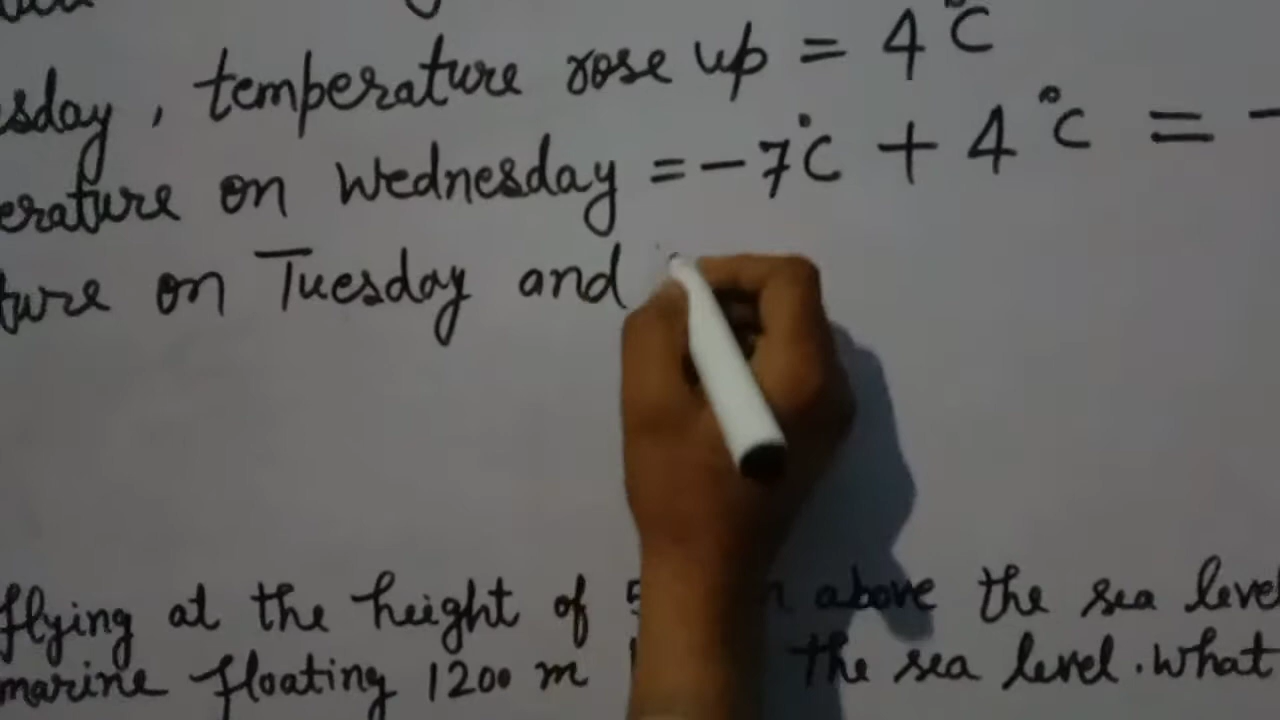 sday, temperature rose up = 4°C
erature on Wednesday = -7°C + 4°C = -
ture on Tuesday and
flying at the height of 5 above the sea level
marine floating 1200 m the sea level. What